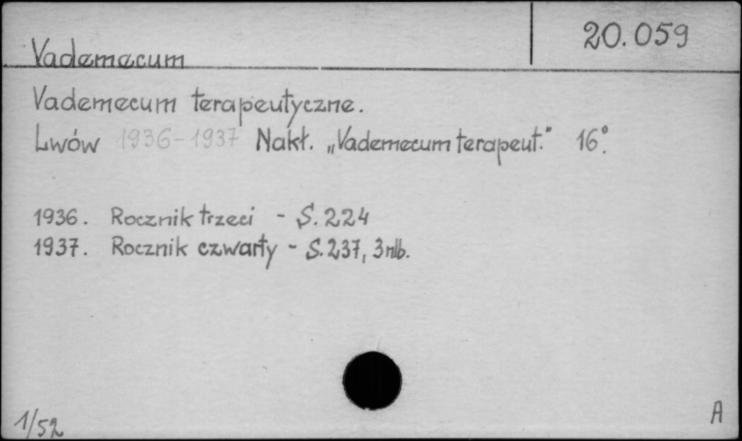 20.059
Vademecum
Vademecum terapeutyczne.
Lwów 1936-1937 Nakł. „Vademecum terapeut." 16°
1936. Rocznik trzeci - S. 224
1937. Rocznik czwarty - S. 237, 3 nlb.
1/52
A